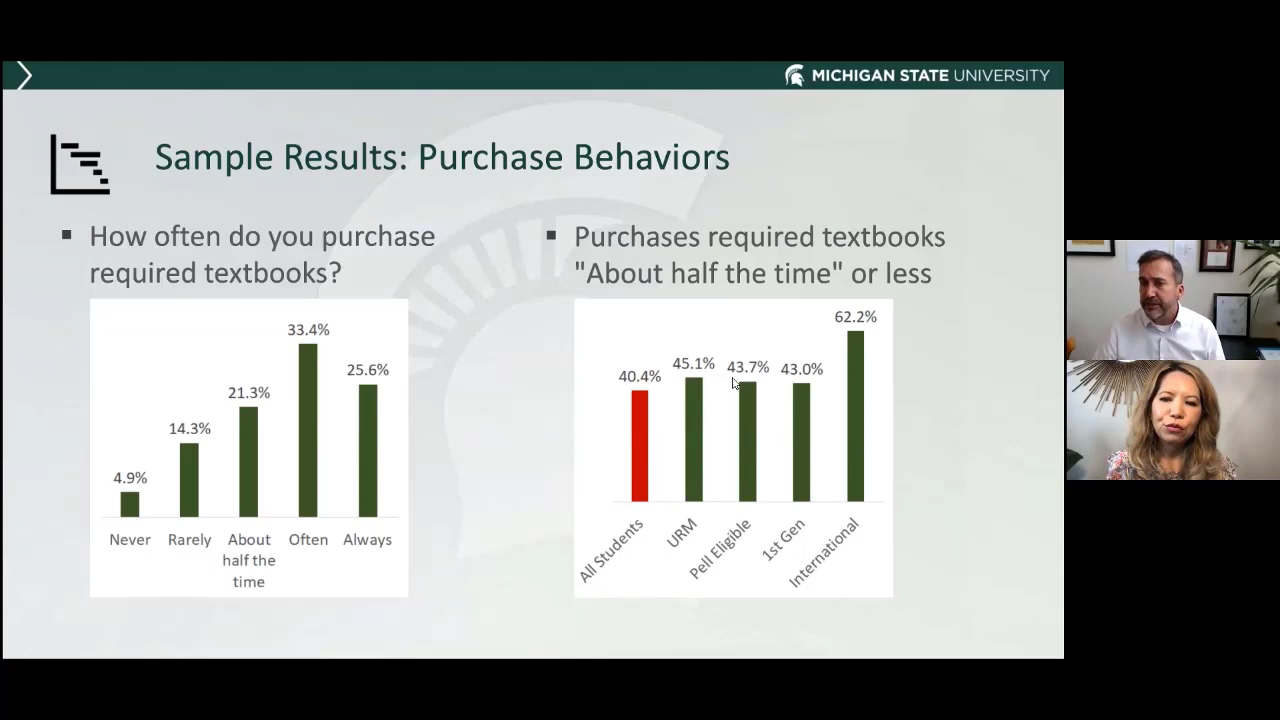 MICHIGAN STATE UNIVERSITY
Sample Results: Purchase Behaviors
▪ How often do you purchase
required textbooks?
33.4%
25.6%
21.3%
14.3%
4.9%
Never Rarely About Often Always
half the
time
▪ Purchases required textbooks
"About half the time" or less
62.2%
45.1%
43.7%
43.0%
40.4%
All Students
URM
Pell Eligible
1st Gen
International